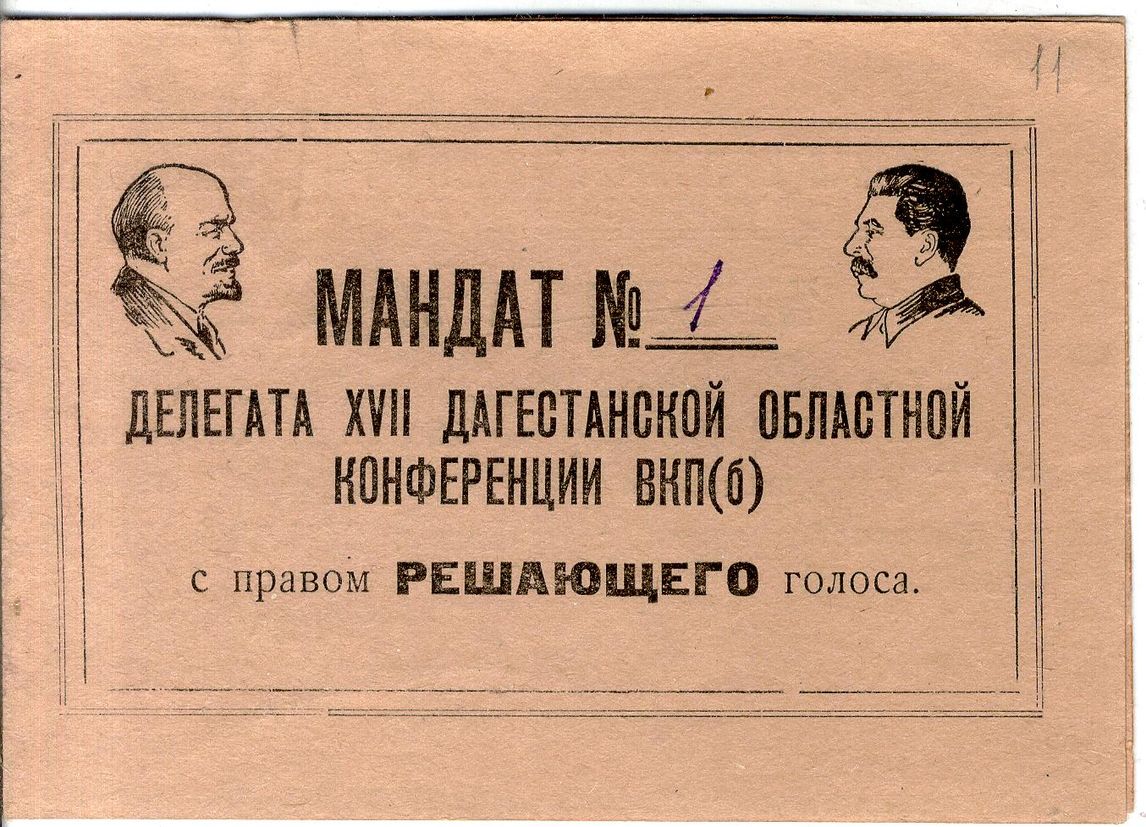 11
МАНДАТ № 1
ДЕЛЕГАТА XVII ДАГЕСТАНСКОЙ ОБЛАСТНОЙ
КОНФЕРЕНЦИИ ВКП(б)
с правом РЕШАЮЩЕГО голоса.